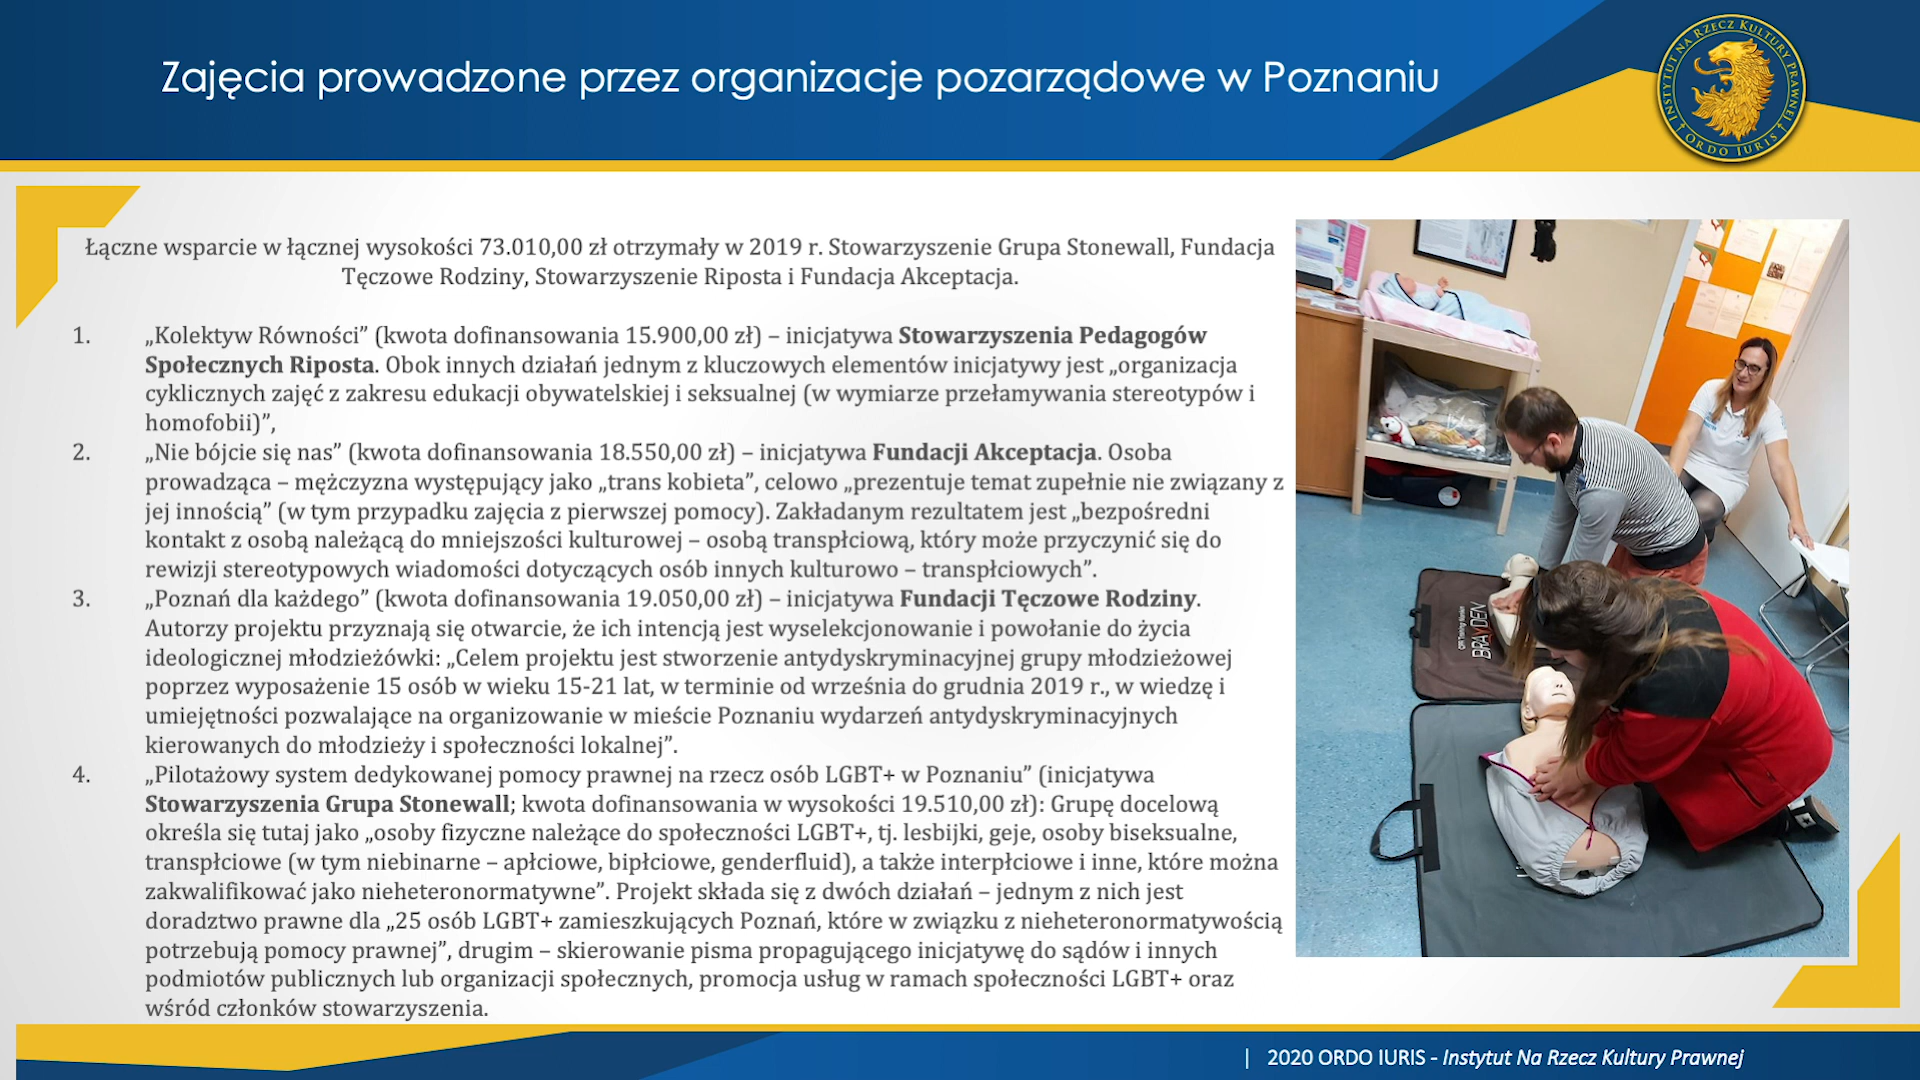 Zajęcia prowadzone przez organizacje pozarządowe w Poznaniu
INSTYTUT NA RZECZ KULTURY PRAWNEJ
ORDO IURIS
Łączne wsparcie w łącznej wysokości 73.010,00 zł otrzymały w 2019 r. Stowarzyszenie Grupa Stonewall, Fundacja
Tęczowe Rodziny, Stowarzyszenie Riposta i Fundacja Akceptacja.
1. „Kolektyw Równości” (kwota dofinansowania 15.900,00 zł) – inicjatywa Stowarzyszenia Pedagogów
Społecznych Riposta. Obok innych działań jednym z kluczowych elementów inicjatywy jest „organizacja
cyklicznych zajęć z zakresu edukacji obywatelskiej i seksualnej (w wymiarze przełamywania stereotypów i
homofobii)”,
2. „Nie bójcie się nas” (kwota dofinansowania 18.550,00 zł) – inicjatywa Fundacji Akceptacja. Osoba
prowadząca – mężczyzna występujący jako „trans kobieta”, celowo „prezentuje temat zupełnie nie związany z
jej innością” (w tym przypadku zajęcia z pierwszej pomocy). Zakładanym rezultatem jest „bezpośredni
kontakt z osobą należącą do mniejszości kulturowej – osobą transpłciową, który może przyczynić się do
rewizji stereotypowych wiadomości dotyczących osób innych kulturowo – transpłciowych”.
3. „Poznań dla każdego” (kwota dofinansowania 19.050,00 zł) – inicjatywa Fundacji Tęczowe Rodziny.
Autorzy projektu przyznają się otwarcie, że ich intencją jest wyselekcjonowanie i powołanie do życia
ideologicznej młodzieżówki: „Celem projektu jest stworzenie antydyskryminacyjnej grupy młodzieżowej
poprzez wyposażenie 15 osób w wieku 15-21 lat, w terminie od września do grudnia 2019 r., w wiedzę i
umiejętności pozwalające na organizowanie w mieście Poznaniu wydarzeń antydyskryminacyjnych
kierowanych do młodzieży i społeczności lokalnej”.
4. „Pilotażowy system dedykowanej pomocy prawnej na rzecz osób LGBT+ w Poznaniu” (inicjatywa
Stowarzyszenia Grupa Stonewall; kwota dofinansowania w wysokości 19.510,00 zł): Grupę docelową
określa się tutaj jako „osoby fizyczne należące do społeczności LGBT+, tj. lesbijki, geje, osoby biseksualne,
transpłciowe (w tym niebinarne – apłciowe, bipłciowe, genderfluid), a także interpłciowe i inne, które można
zakwalifikować jako nieheteronormatywne”. Projekt składa się z dwóch działań – jednym z nich jest
doradztwo prawne dla „25 osób LGBT+ zamieszkujących Poznań, które w związku z nieheteronormatywością
potrzebują pomocy prawnej”, drugim – skierowanie pisma propagującego inicjatywę do sądów i innych
podmiotów publicznych lub organizacji społecznych, promocja usług w ramach społeczności LGBT+ oraz
wśród członków stowarzyszenia.
CPR Training Manikin
BRAYDEN
| 2020 ORDO IURIS - Instytut Na Rzecz Kultury Prawnej